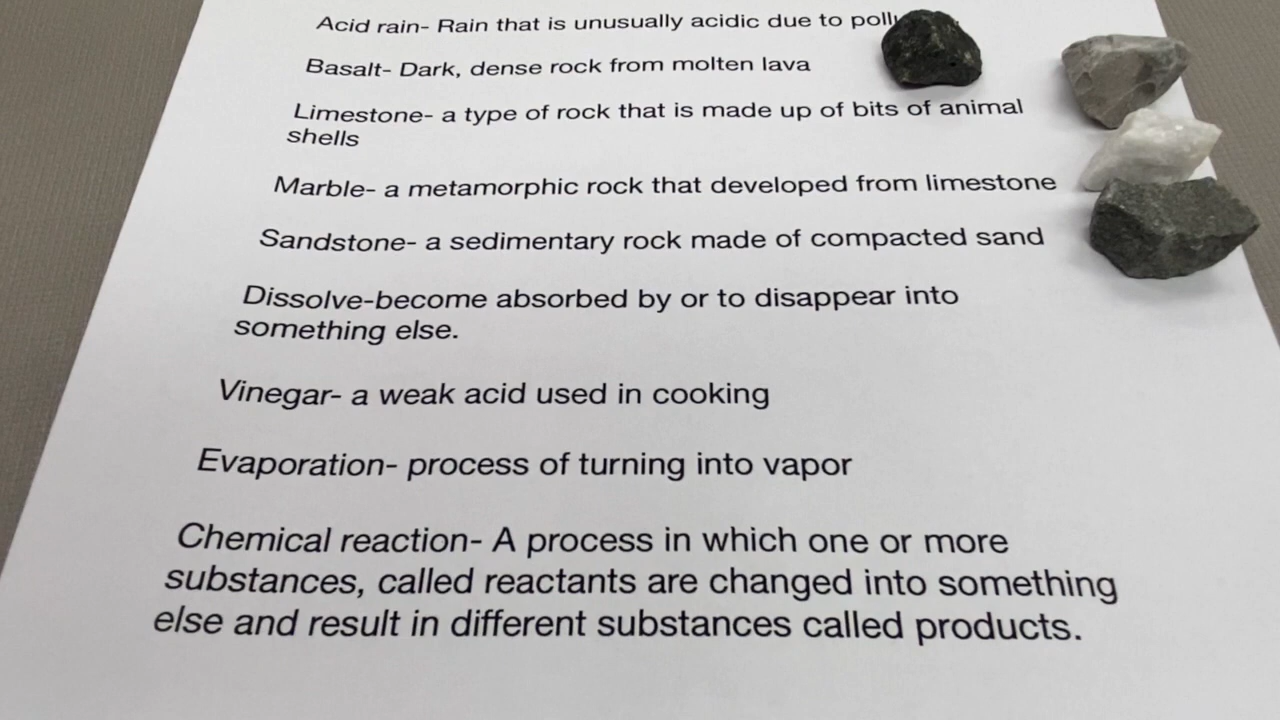 Acid rain- Rain that is unusually acidic due to
Basalt- Dark, dense rock from molten lava
Limestone- a type of rock that is made up of bits of animal
shells
Marble- a metamorphic rock that developed from limestone
Sandstone- a sedimentary rock made of compacted sand
Dissolve-become absorbed by or to disappear into
something else.
Vinegar- a weak acid used in cooking
Evaporation- process of turning into vapor
Chemical reaction- A process in which one or more
substances, called reactants are changed into something
else and result in different substances called products.